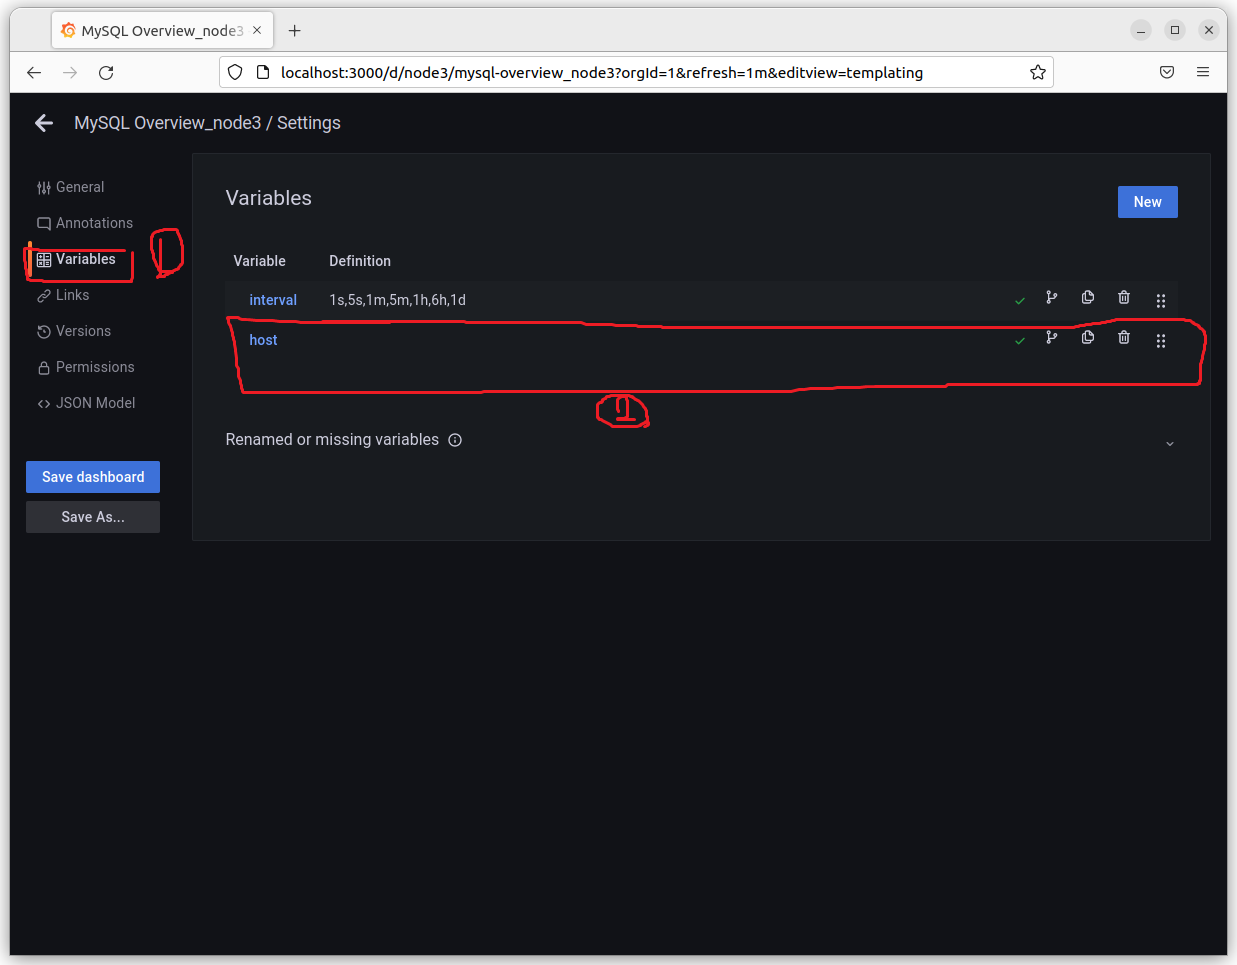 MySQL Overview_node3
localhost:3000/d/node3/mysql-overview_node3?orgId=1&refresh=1m&editview=templating
MySQL Overview_node3 / Settings
General
Annotations
Variables
Links
Versions
Permissions
JSON Model
Save dashboard
Save As...
Variables
New
Variable Definition
interval 1s,5s,1m,5m,1h,6h,1d
host
Renamed or missing variables